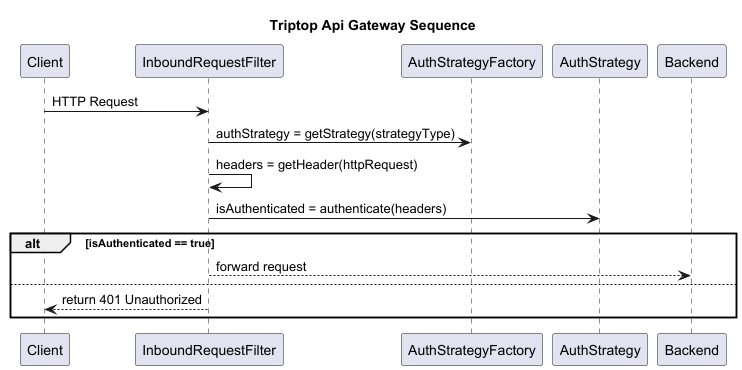 Triptop Api Gateway Sequence
Client InboundRequestFilter AuthStrategyFactory AuthStrategy Backend
HTTP Request
authStrategy = getStrategy(strategyType)
headers = getHeader(httpRequest)
isAuthenticated = authenticate(headers)
alt [isAuthenticated == true]
forward request
return 401 Unauthorized
Client InboundRequestFilter AuthStrategyFactory AuthStrategy Backend